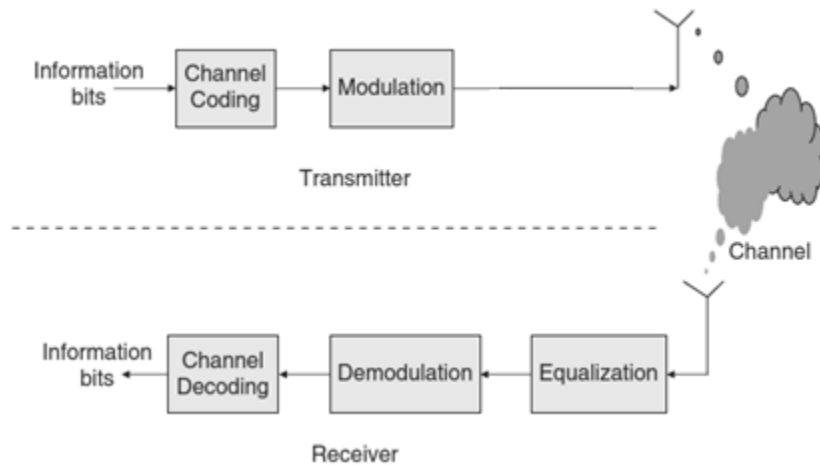 Information
bits
Channel
Coding
Modulation
Transmitter
Channel
Information
bits
Channel
Decoding
Demodulation
Equalization
Receiver